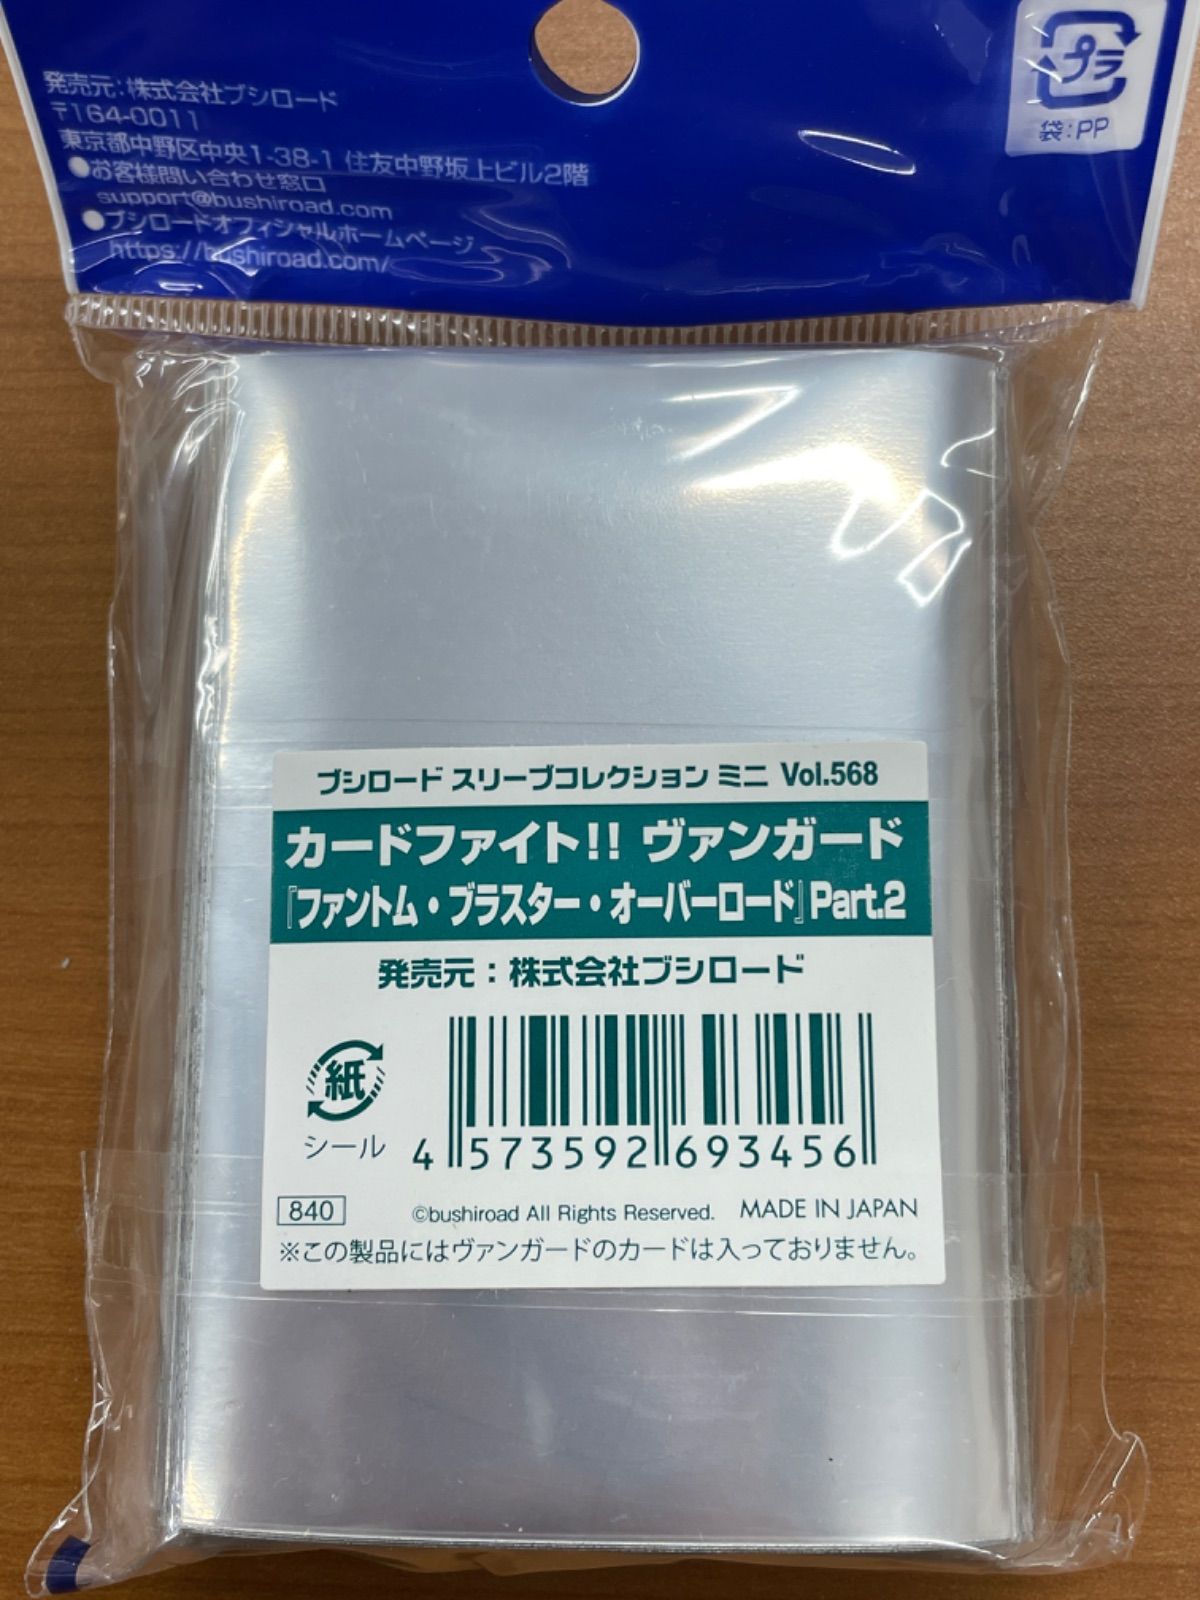 発売元:株式会社ブシロード
〒164-0011
東京都中野区中央1-38-1 住友中野坂上ビル2階
●お客様問い合わせ窓口
support@bushiroad.com
●ブシロードオフィシャルホームページ
https://bushiroad.com/
プラ
袋:PP
ブシロード スリーブコレクション ミニ Vol.568
カードファイト!! ヴァンガード
『ファントム・ブラスター・オーバーロード』Part.2
発売元:株式会社ブシロード
紙
シール
4 573592 693456
840
©bushiroad All Rights Reserved. MADE IN JAPAN
※この製品にはヴァンガードのカードは入っておりません。